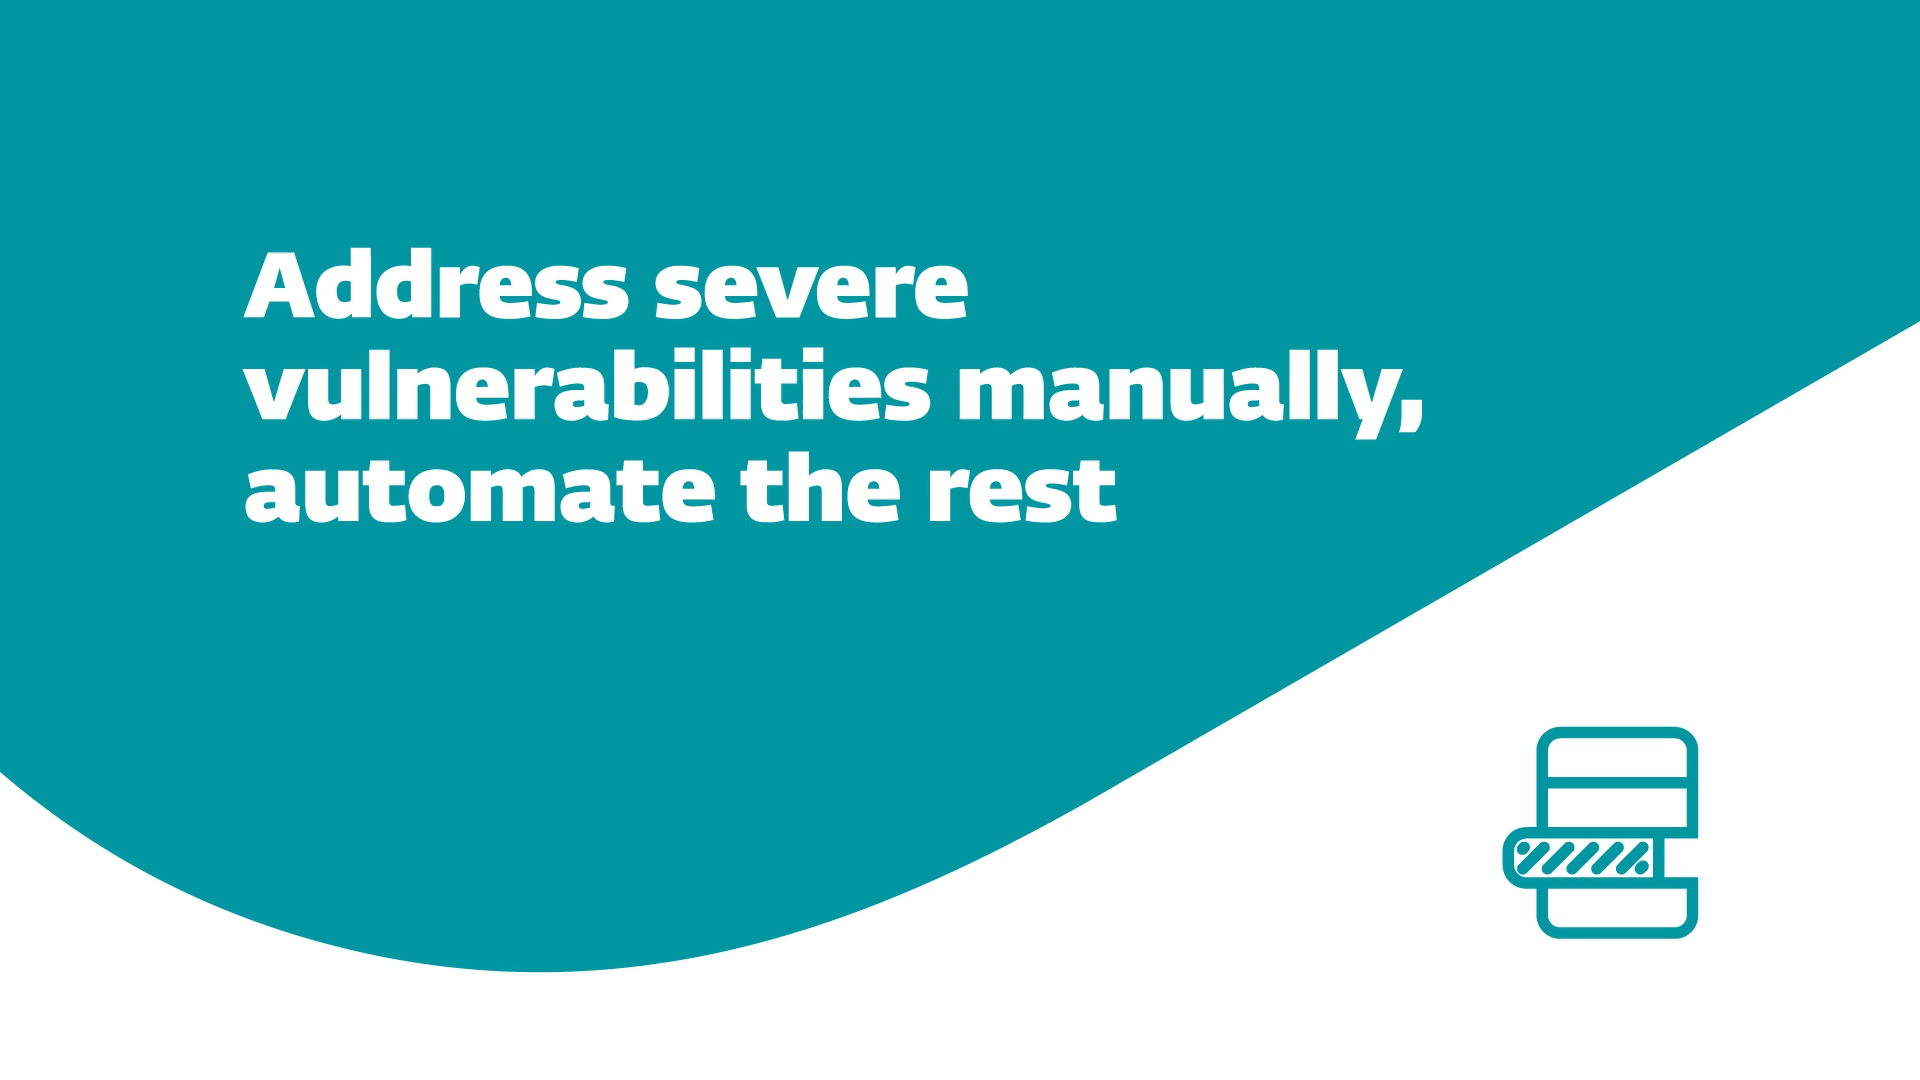 Address severe
vulnerabilities manually,
automate the rest